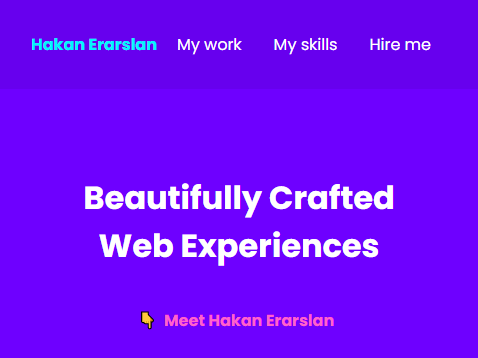 Hakan Erarslan My work My skills Hire me
Beautifully Crafted
Web Experiences
👇 Meet Hakan Erarslan